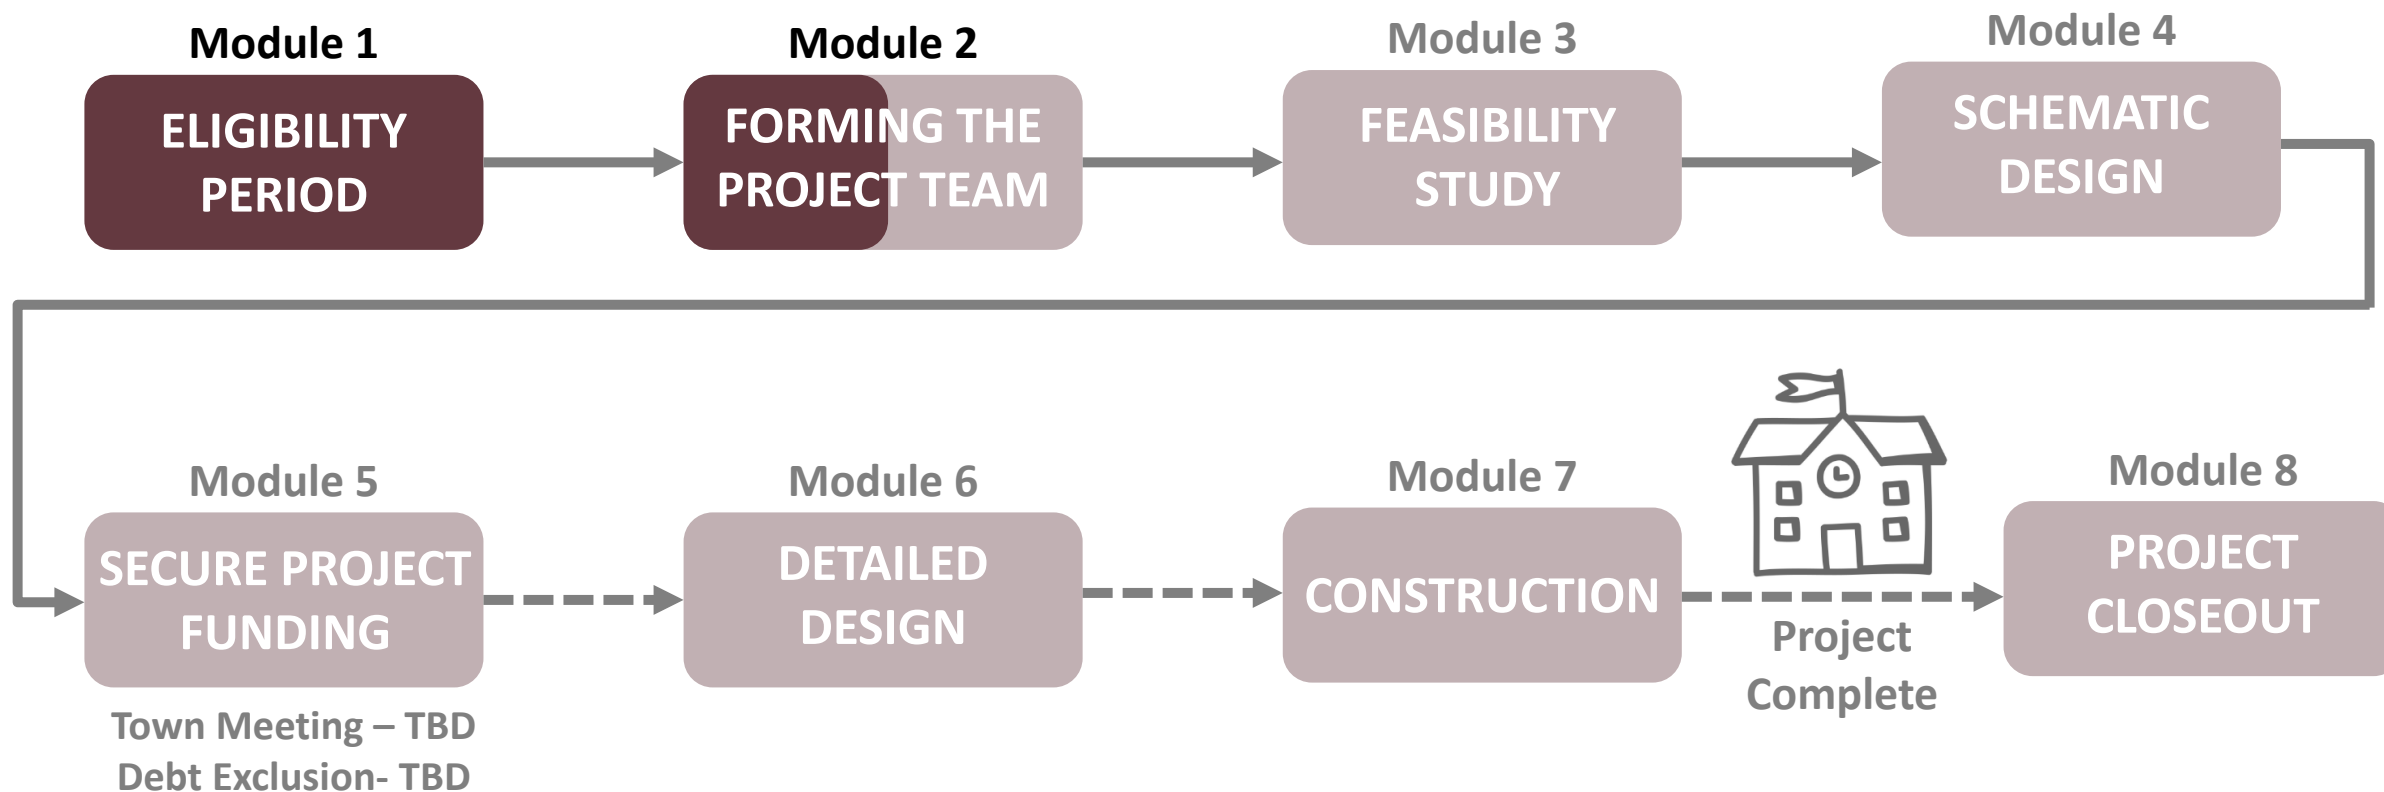 Module 1
ELIGIBILITY
PERIOD
Module 2
FORMING THE
PROJECT TEAM
Module 3
FEASIBILITY
STUDY
Module 4
SCHEMATIC
DESIGN
Module 5
SECURE PROJECT
FUNDING
Town Meeting – TBD
Debt Exclusion- TBD
Module 6
DETAILED
DESIGN
Module 7
CONSTRUCTION
Project
Complete
Module 8
PROJECT
CLOSEOUT